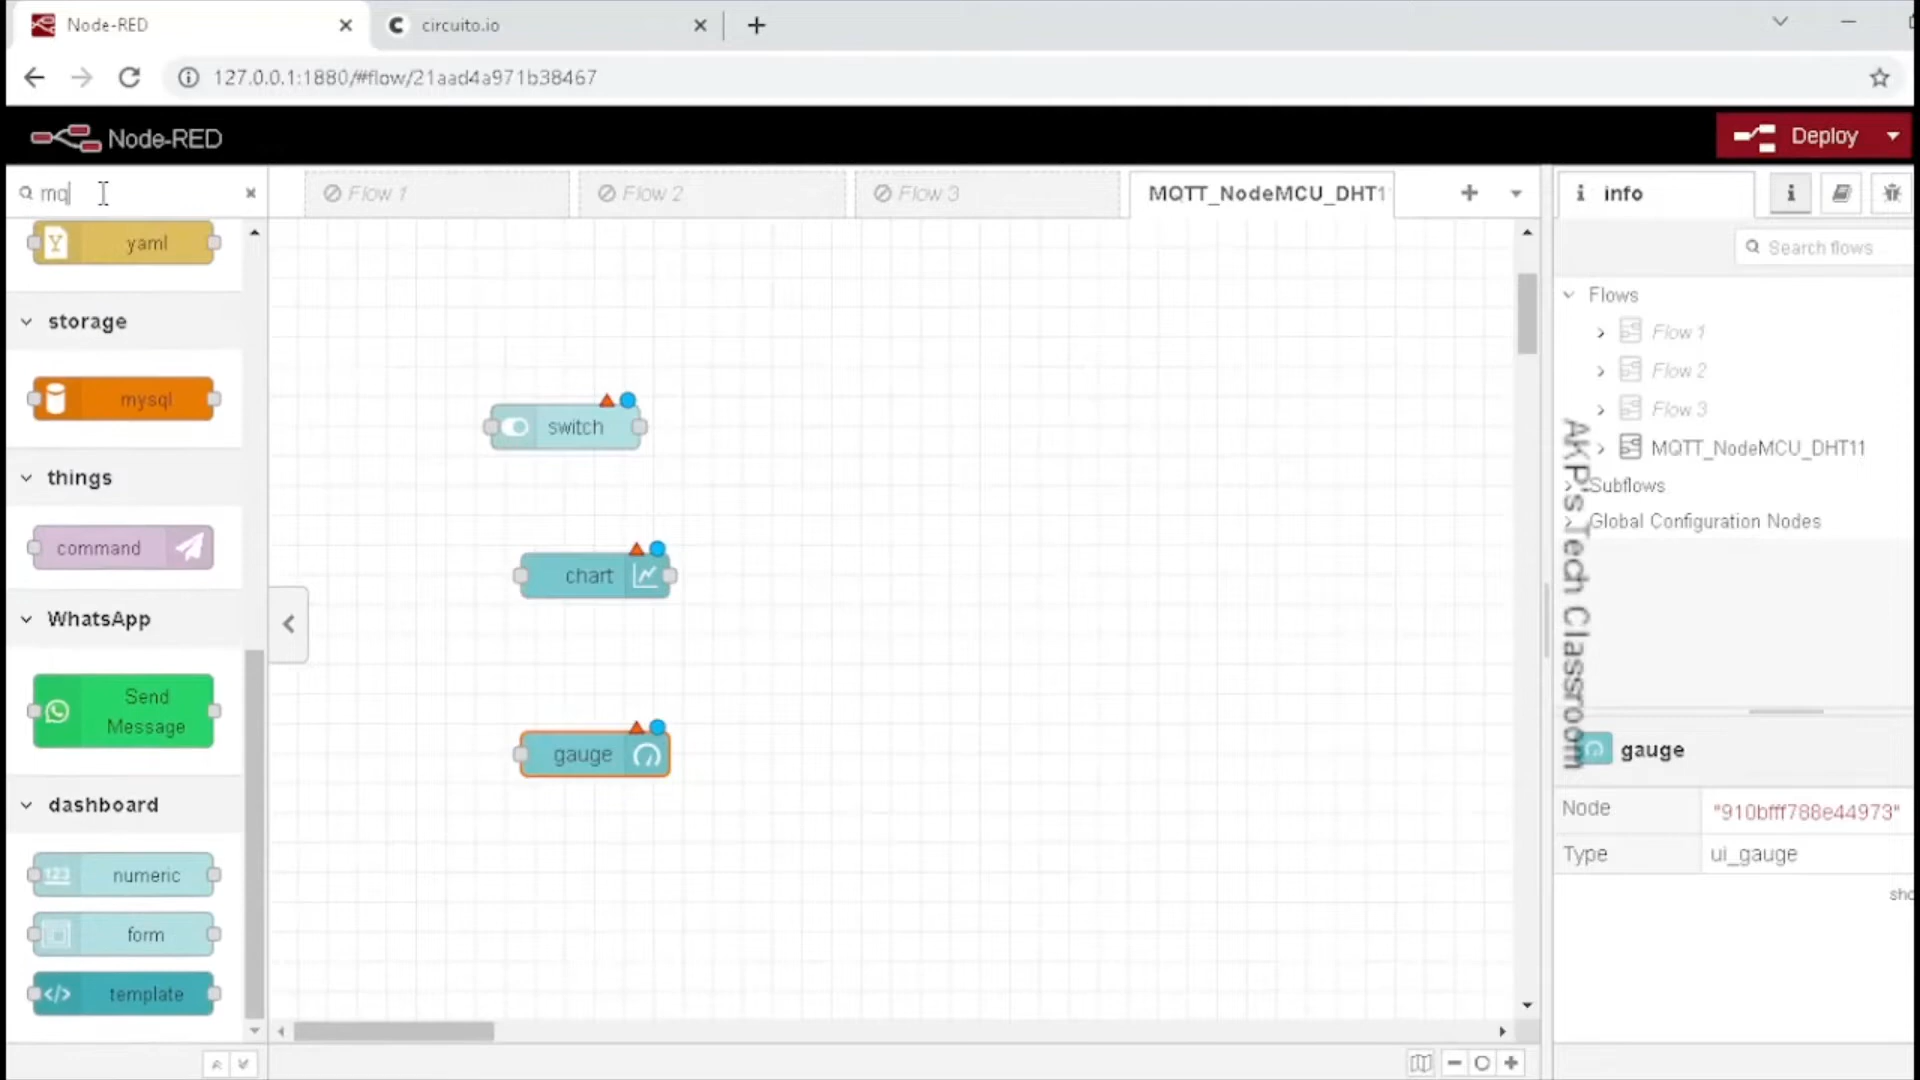 Node-RED
circuito.io
127.0.0.1:1880/#flow/21aad4a971b38467
Node-RED
Deploy
mq
Flow 1
Flow 2
Flow 3
MQTT_NodeMCU_DHT1
info
Search flows
yaml
storage
mysql
things
command
WhatsApp
Send
Message
dashboard
numeric
form
template
switch
chart
gauge
Flows
Flow 1
Flow 2
Flow 3
MQTT_NodeMCU_DHT11
Subflows
Global Configuration Nodes
AKP's Tech Classroom
gauge
Node "910bfff788e44973"
Type ui_gauge
sho